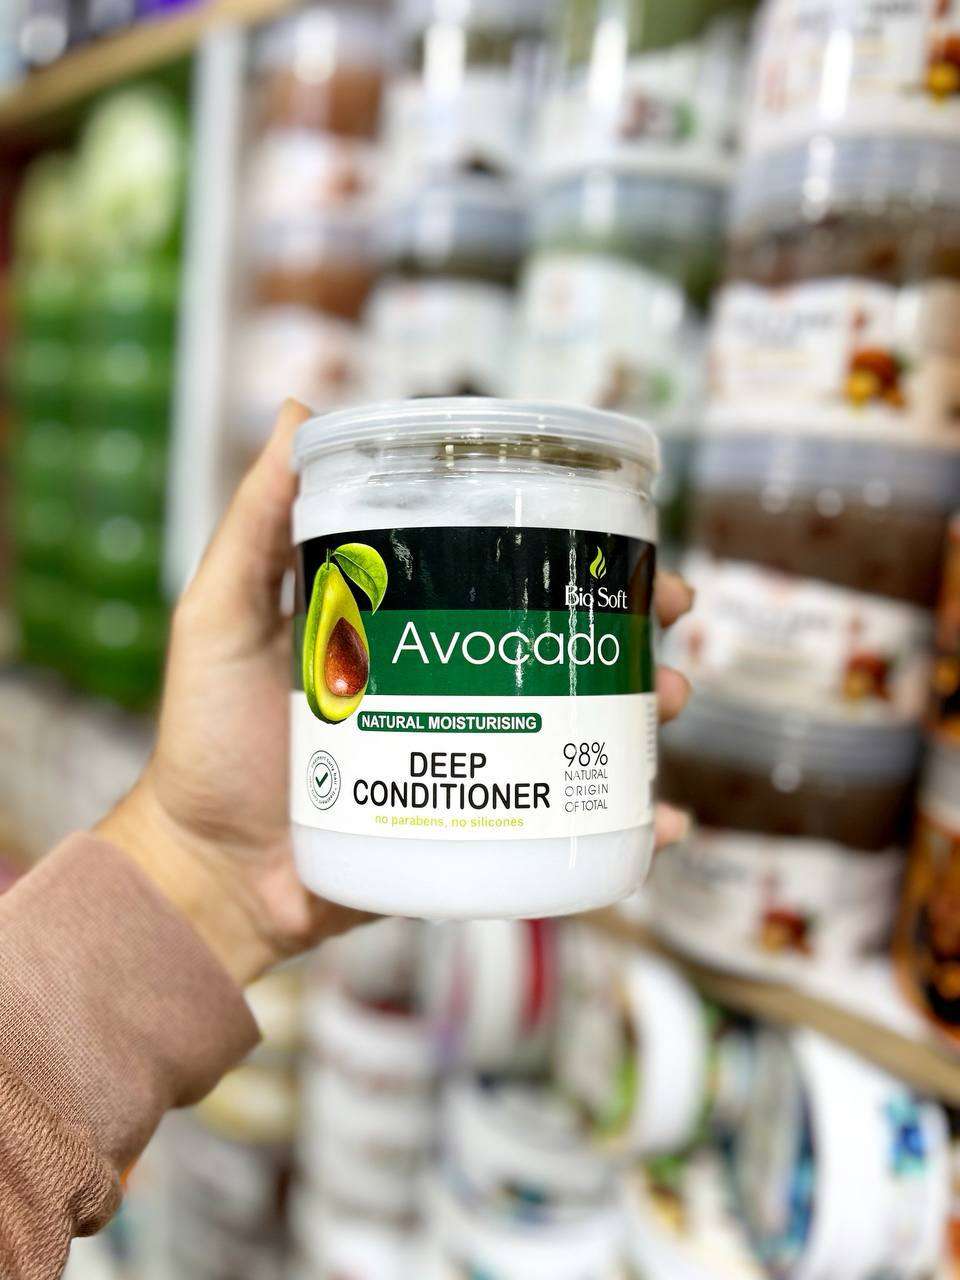 Bio Soft
Avocado
NATURAL MOISTURISING
DEEP
CONDITIONER
98%
NATURAL
ORIGIN
OF TOTAL
no parabens, no silicones